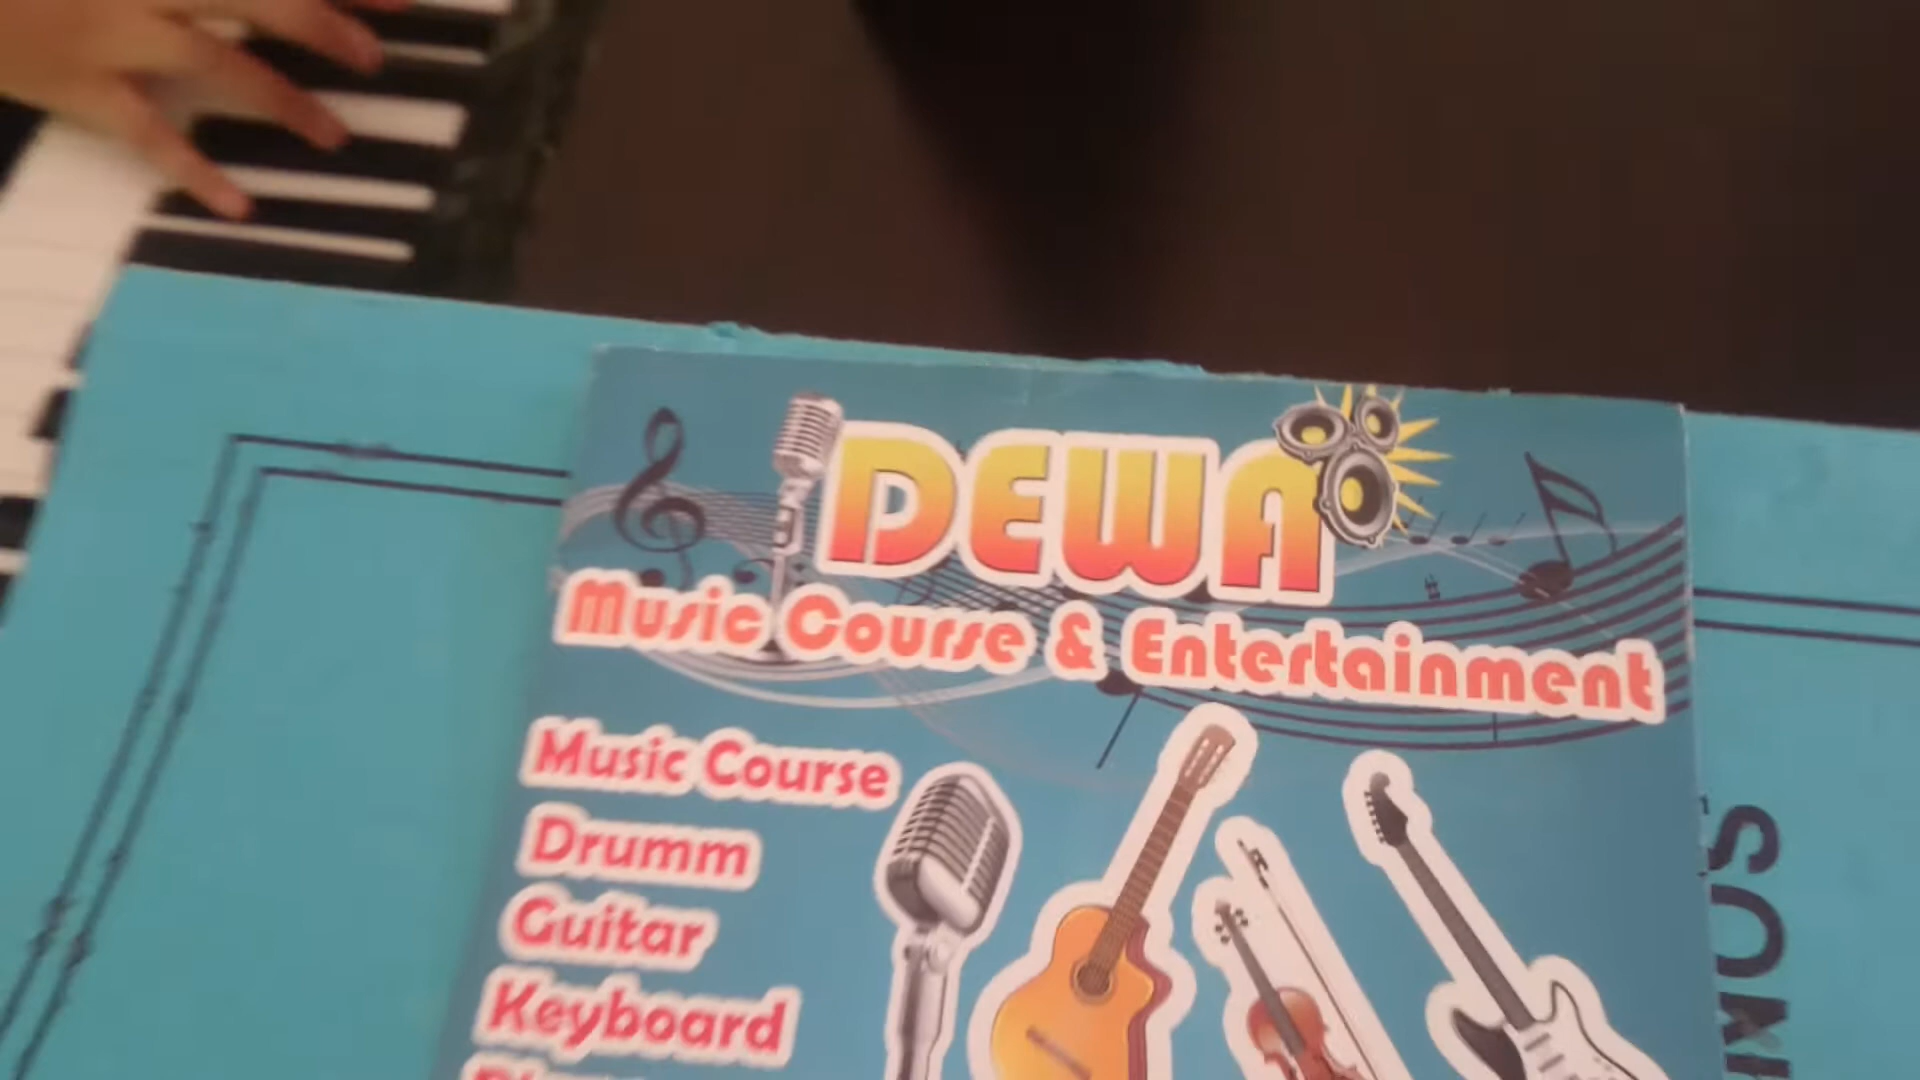 DEWA
Music Course & Entertainment
Music Course
Drumm
Guitar
Keyboard